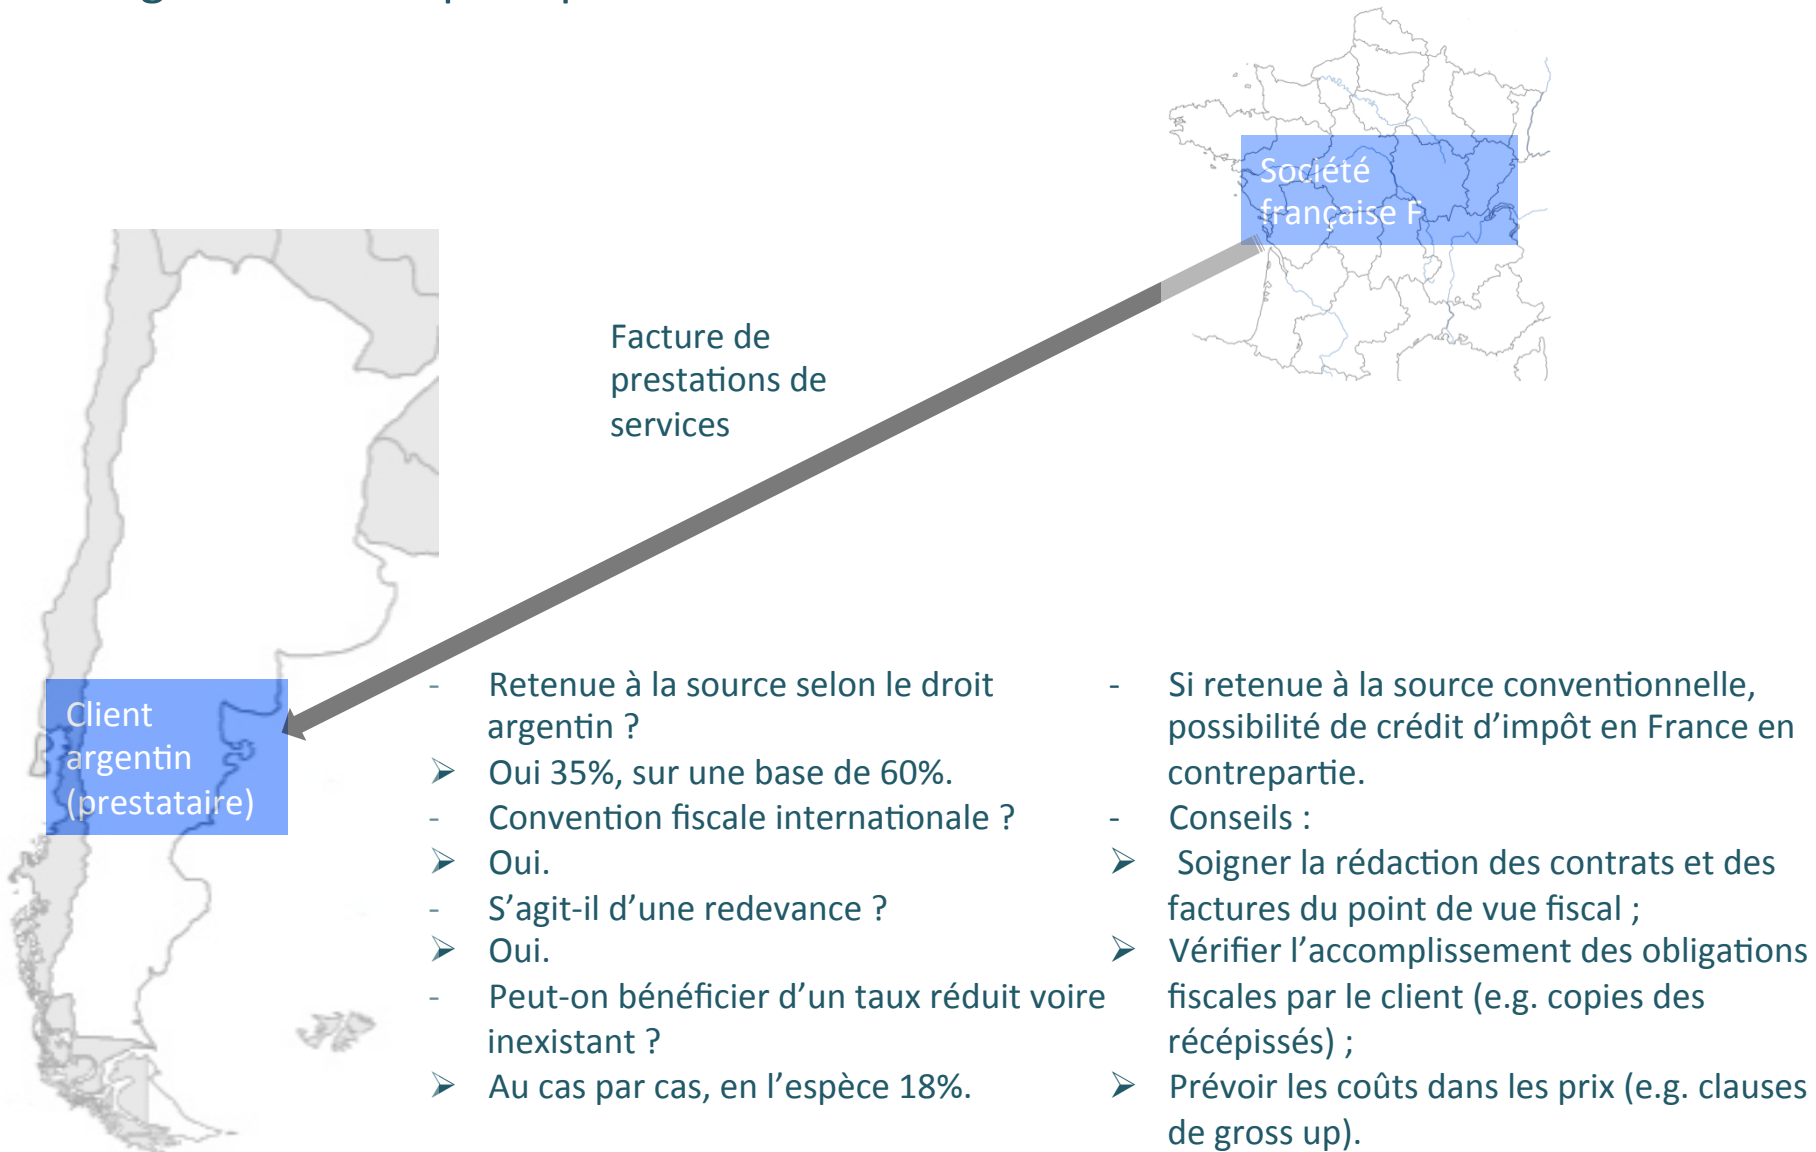 Société
française F
Facture de
prestations de
services
Client
argentin
(prestataire)
- Retenue à la source selon le droit
argentin ?
➢ Oui 35%, sur une base de 60%.
- Convention fiscale internationale ?
➢ Oui.
- S’agit-il d’une redevance ?
➢ Oui.
- Peut-on bénéficier d’un taux réduit voire
inexistant ?
➢ Au cas par cas, en l’espèce 18%.
- Si retenue à la source conventionnelle,
possibilité de crédit d’impôt en France en
contrepartie.
- Conseils :
➢ Soigner la rédaction des contrats et des
factures du point de vue fiscal ;
➢ Vérifier l’accomplissement des obligations
fiscales par le client (e.g. copies des
récépissés) ;
➢ Prévoir les coûts dans les prix (e.g. clauses
de gross up).